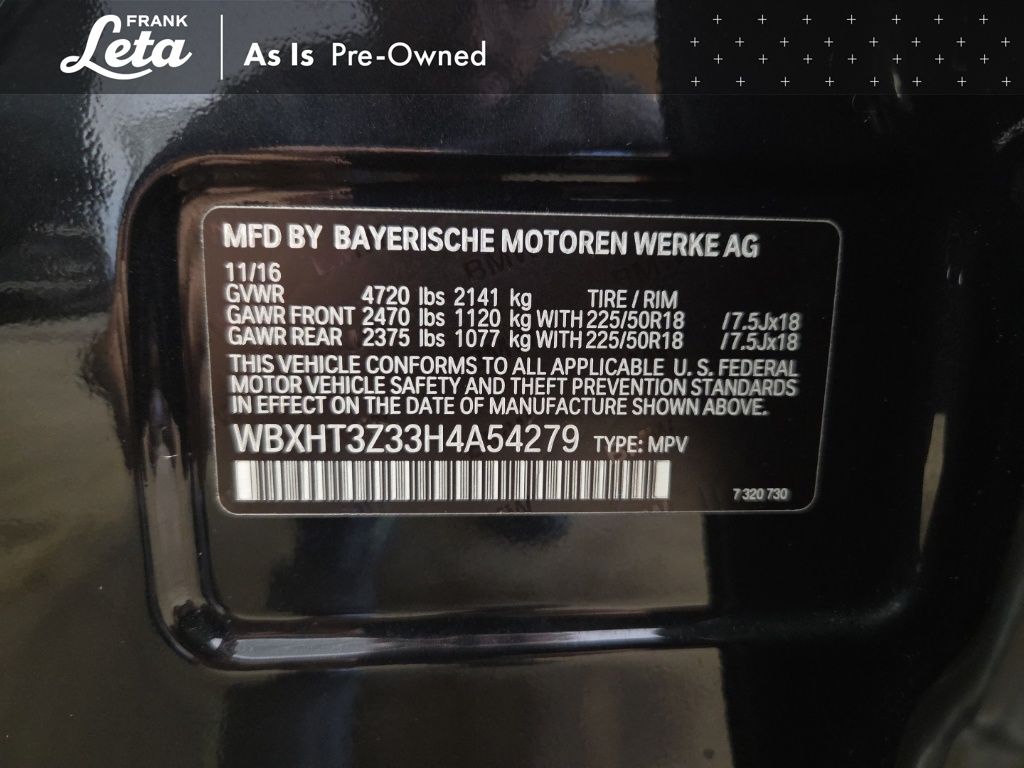 FRANK
Leta
As Is Pre-Owned
MFD BY BAYERISCHE MOTOREN WERKE AG
11/16
GVWR 4720 lbs 2141 kg TIRE / RIM
GAWR FRONT 2470 lbs 1120 kg WITH 225/50R18 /7.5Jx18
GAWR REAR 2375 lbs 1077 kg WITH 225/50R18 /7.5Jx18
THIS VEHICLE CONFORMS TO ALL APPLICABLE U. S. FEDERAL
MOTOR VEHICLE SAFETY AND THEFT PREVENTION STANDARDS
IN EFFECT ON THE DATE OF MANUFACTURE SHOWN ABOVE.
WBXHT3Z33H4A54279 TYPE: MPV
7 320 730